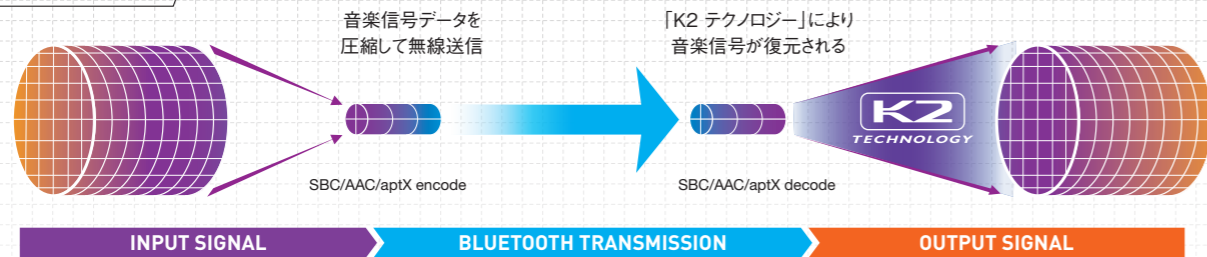 音楽信号データを
圧縮して無線送信
「K2 テクノロジー」により
音楽信号が復元される
K2
TECHNOLOGY
SBC/AAC/aptX encode
SBC/AAC/aptX decode
INPUT SIGNAL
BLUETOOTH TRANSMISSION
OUTPUT SIGNAL